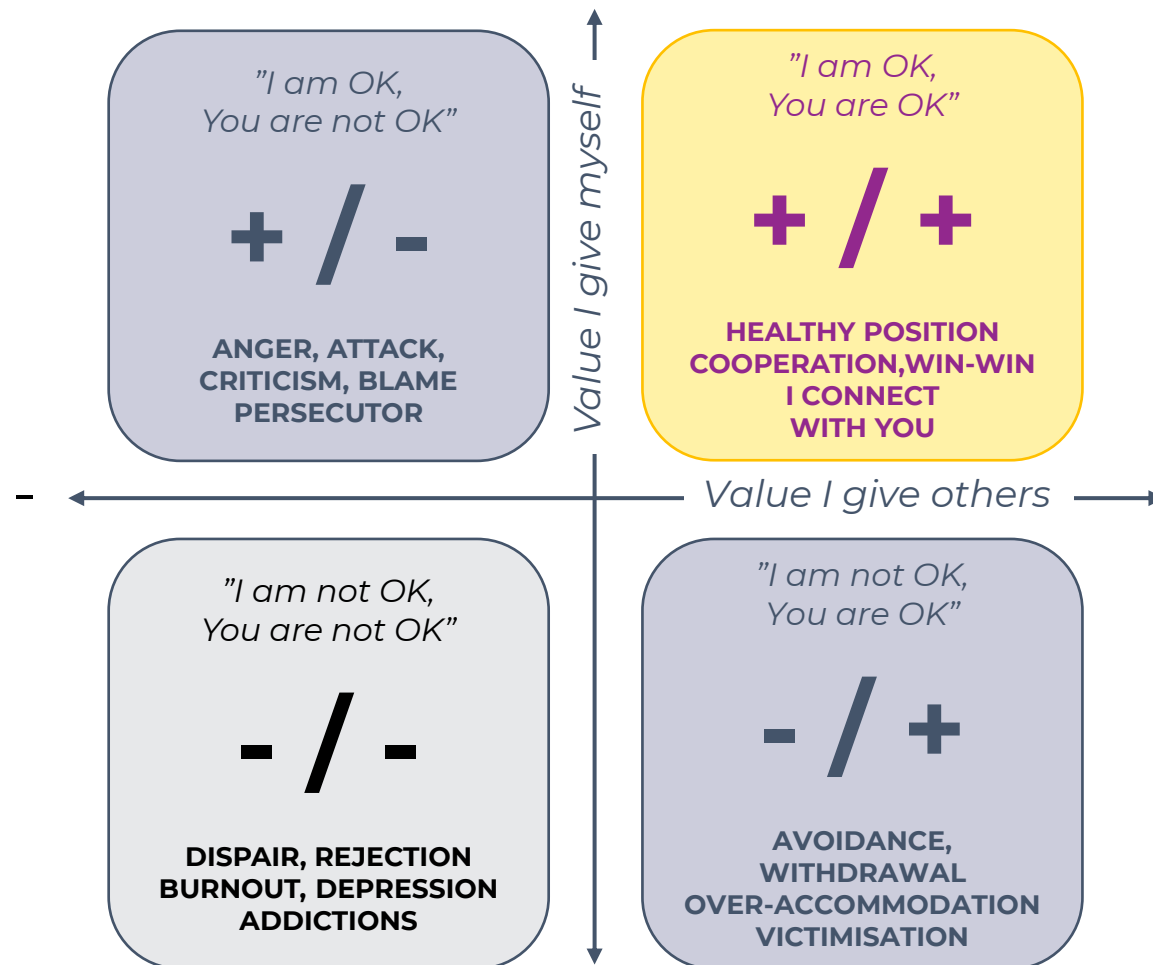 ”I am OK,
You are not OK”
+ / -
ANGER, ATTACK,
CRITICISM, BLAME
PERSECUTOR
Value I give myself
”I am OK,
You are OK”
+ / +
HEALTHY POSITION
COOPERATION,WIN-WIN
I CONNECT
WITH YOU
-
Value I give others
”I am not OK,
You are not OK”
- / -
DISPAIR, REJECTION
BURNOUT, DEPRESSION
ADDICTIONS
”I am not OK,
You are OK”
- / +
AVOIDANCE,
WITHDRAWAL
OVER-ACCOMMODATION
VICTIMISATION